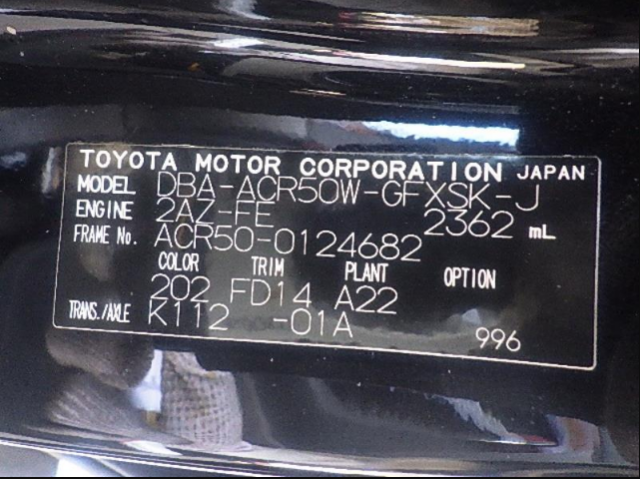 TOYOTA MOTOR CORPORATION JAPAN
MODEL DBA-ACR50W-GFXSK-J
ENGINE 2AZ-FE 2362 mL
FRAME No. ACR50-0124682
COLOR TRIM PLANT OPTION
202 FD14 A22
TRANS./AXLE K112 -01A
996